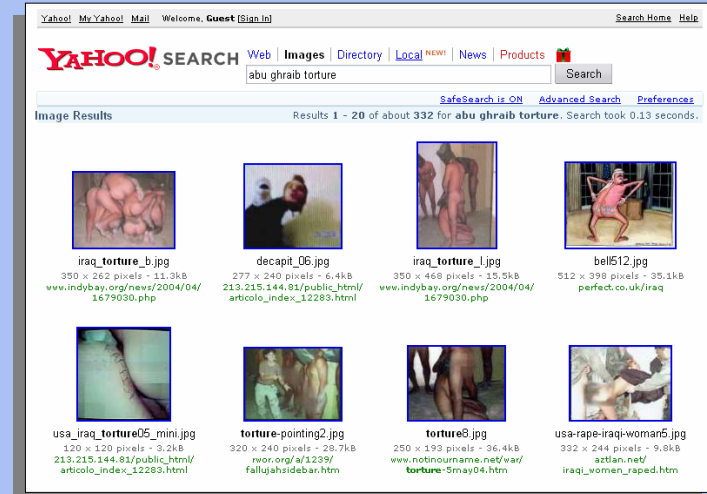 Yahoo! My Yahoo! Mail Welcome, Guest [Sign In] Search Home Help
YAHOO! SEARCH Web | Images | Directory | Local NEW! | News | Products
abu ghraib torture Search
SafeSearch is ON Advanced Search Preferences
Image Results Results 1 - 20 of about 332 for abu ghraib torture. Search took 0.13 seconds.
iraq_torture_b.jpg decapit_06.jpg iraq_torture_l.jpg bell512.jpg
350 x 262 pixels - 11.3kB 277 x 240 pixels - 6.4kB 350 x 468 pixels - 15.5kB 512 x 398 pixels - 35.1kB
www.indybay.org/news/2004/04/ 213.215.144.81/public_html/ www.indybay.org/news/2004/04/ perfect.co.uk/iraq
1679030.php articolo_index_12283.html 1679030.php
usa_iraq_torture05_mini.jpg torture-pointing2.jpg torture8.jpg usa-rape-iraqi-woman5.jpg
120 x 120 pixels - 3.2kB 320 x 240 pixels - 28.7kB 250 x 193 pixels - 36.4kB 332 x 244 pixels - 9.8kB
213.215.144.81/public_html/ rwor.org/a/1239/ www.notinourname.net/war/ aztlan.net/
articolo_index_12283.html fallujahsidebar.htm torture-5may04.htm iraqi_women_raped.htm